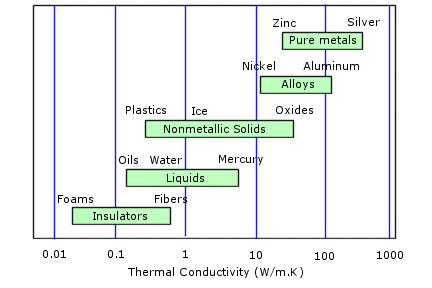 Zinc Silver
Pure metals
Nickel Aluminum
Alloys
Plastics Ice Oxides
Nonmetallic Solids
Oils Water Mercury
Liquids
Foams Fibers
Insulators
0.01 0.1 1 10 100 1000
Thermal Conductivity (W/m.K)